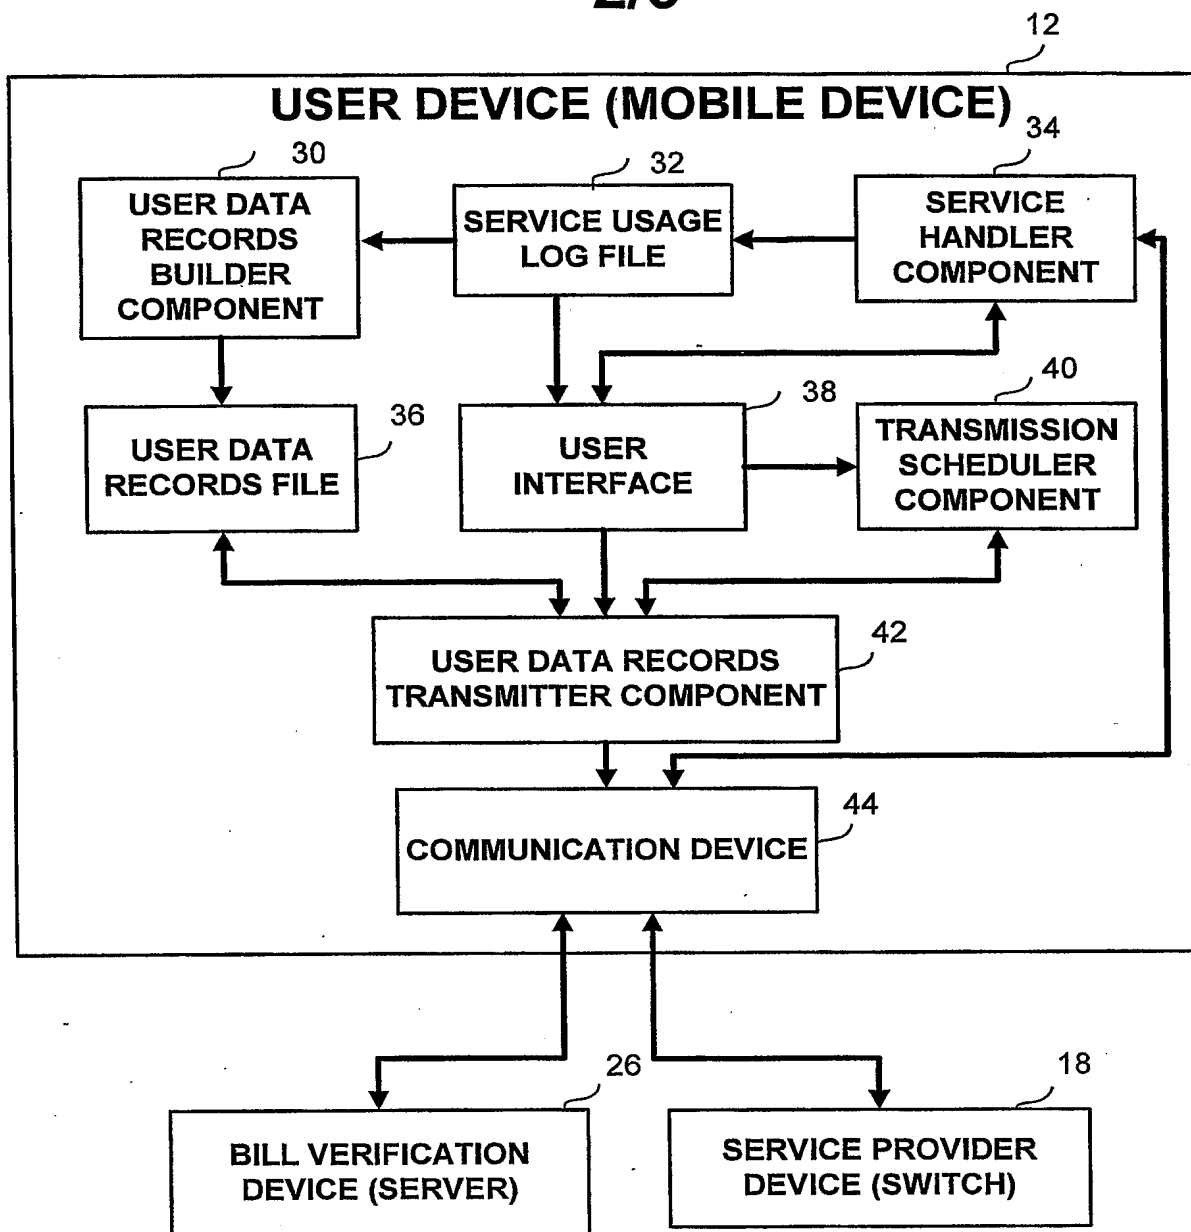 12
USER DEVICE (MOBILE DEVICE)
30
32
34
USER DATA
RECORDS
BUILDER
COMPONENT
SERVICE USAGE
LOG FILE
SERVICE
HANDLER
COMPONENT
36
38
40
USER DATA
RECORDS FILE
USER
INTERFACE
TRANSMISSION
SCHEDULER
COMPONENT
42
USER DATA RECORDS
TRANSMITTER COMPONENT
44
COMMUNICATION DEVICE
26
18
BILL VERIFICATION
DEVICE (SERVER)
SERVICE PROVIDER
DEVICE (SWITCH)